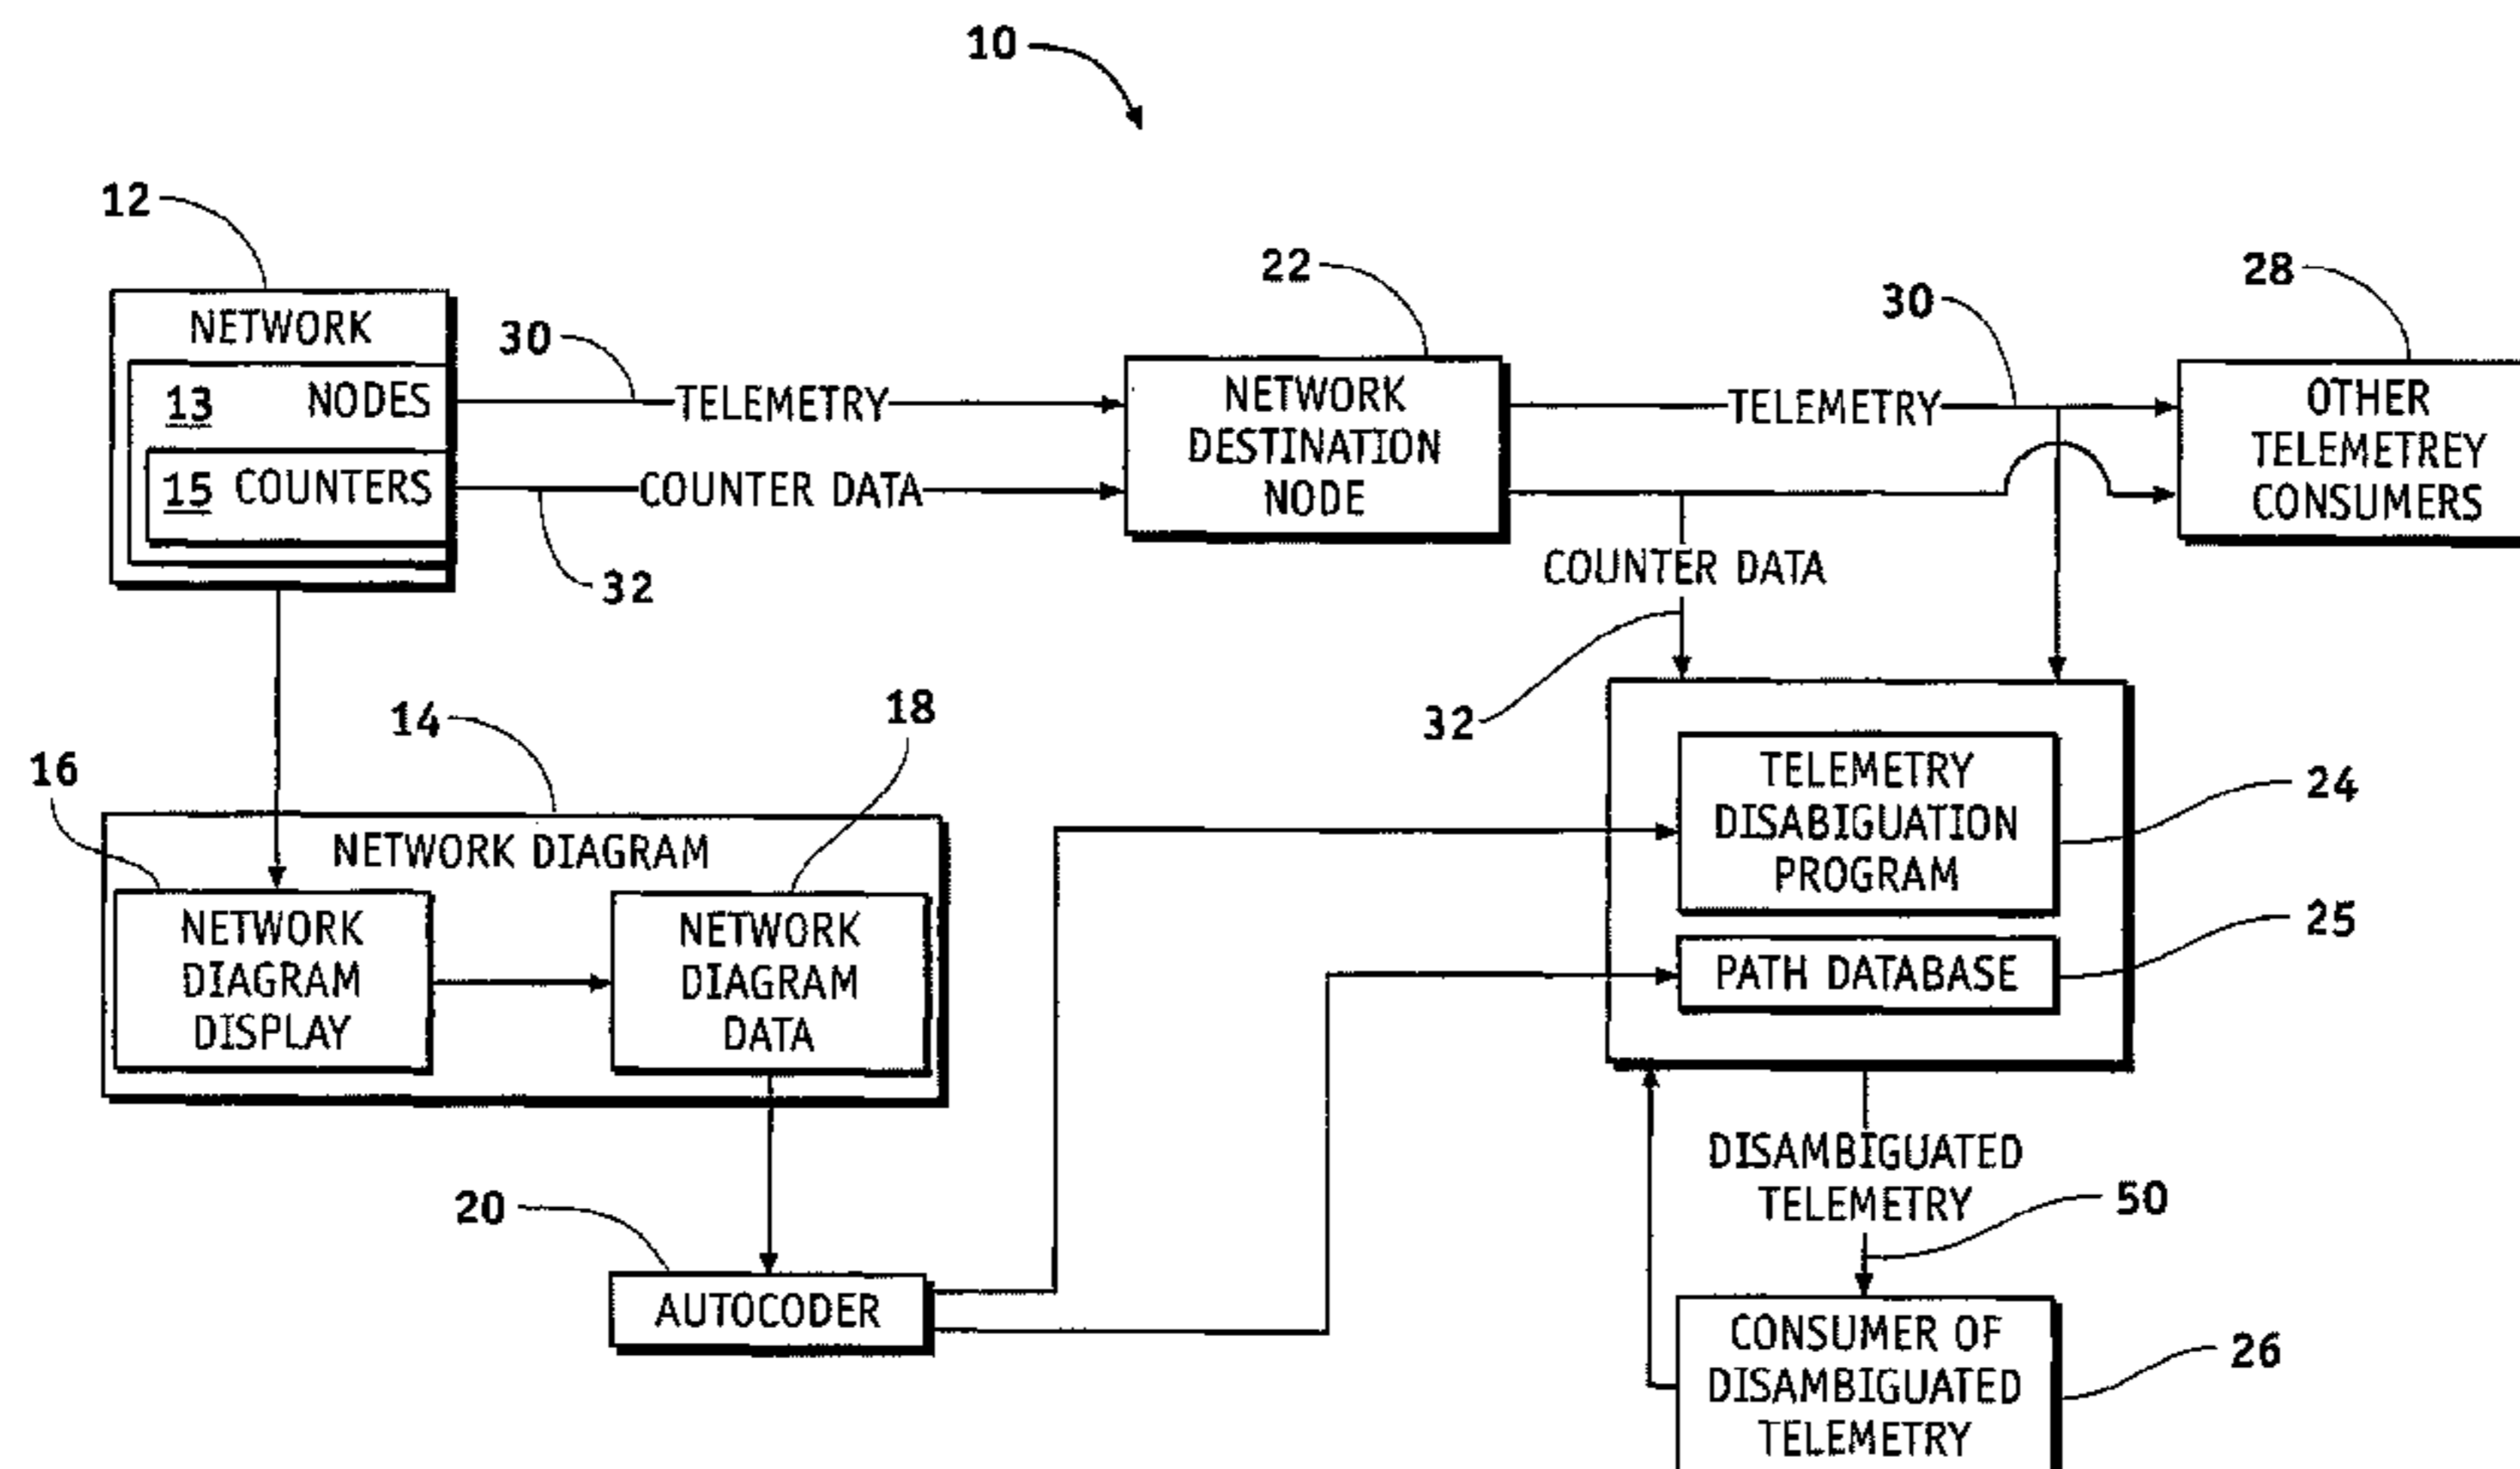 10
12
NETWORK
13 NODES
15 COUNTERS
30
TELEMETRY
COUNTER DATA
32
22
NETWORK
DESTINATION
NODE
30
TELEMETRY
28
OTHER
TELEMETREY
CONSUMERS
COUNTER DATA
32
14
18
16
NETWORK DIAGRAM
NETWORK
DIAGRAM
DISPLAY
NETWORK
DIAGRAM
DATA
TELEMETRY
DISABIGUATION
PROGRAM
24
PATH DATABASE
25
20
AUTOCODER
DISAMBIGUATED
TELEMETRY
50
CONSUMER OF
DISAMBIGUATED
TELEMETRY
26